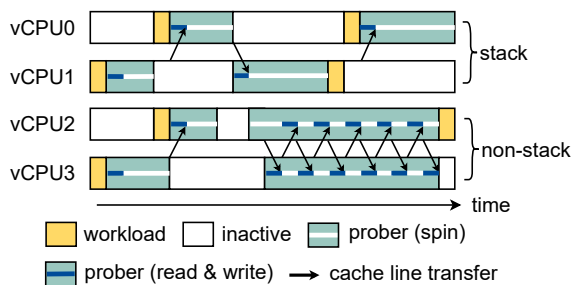 vCPU0
vCPU1
stack
vCPU2
vCPU3
non-stack
time
workload inactive prober (spin)
prober (read & write) cache line transfer